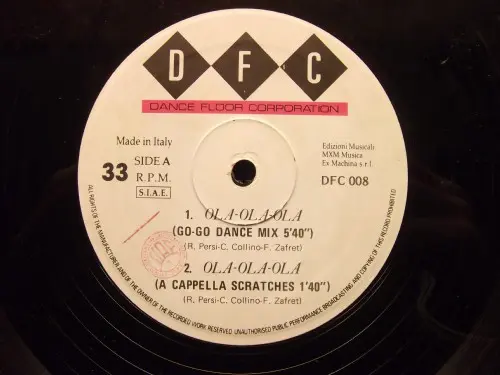 D F C
DANCE FLOOR CORPORATION
Made in Italy
33 SIDE A
R.P.M.
S.I.A.E.
Edizioni Musicali
MXM Musica
Ex Machina s r l.
DFC 008
1. OLA-OLA-OLA
(GO-GO DANCE MIX 5'40")
(R. Persi-C. Collino-F. Zafret)
2. OLA-OLA-OLA
(A CAPPELLA SCRATCHES 1'40")
(R. Persi-C. Collino-F. Zafret)
ALL RIGHTS OF THE MANUFACTURER AND OF THE OWNER OF THE RECORDED WORK RESERVED. UNAUTHORISED PUBLIC PERFORMANCE BROADCASTING AND COPYING OF THIS RECORD PROHIBITED